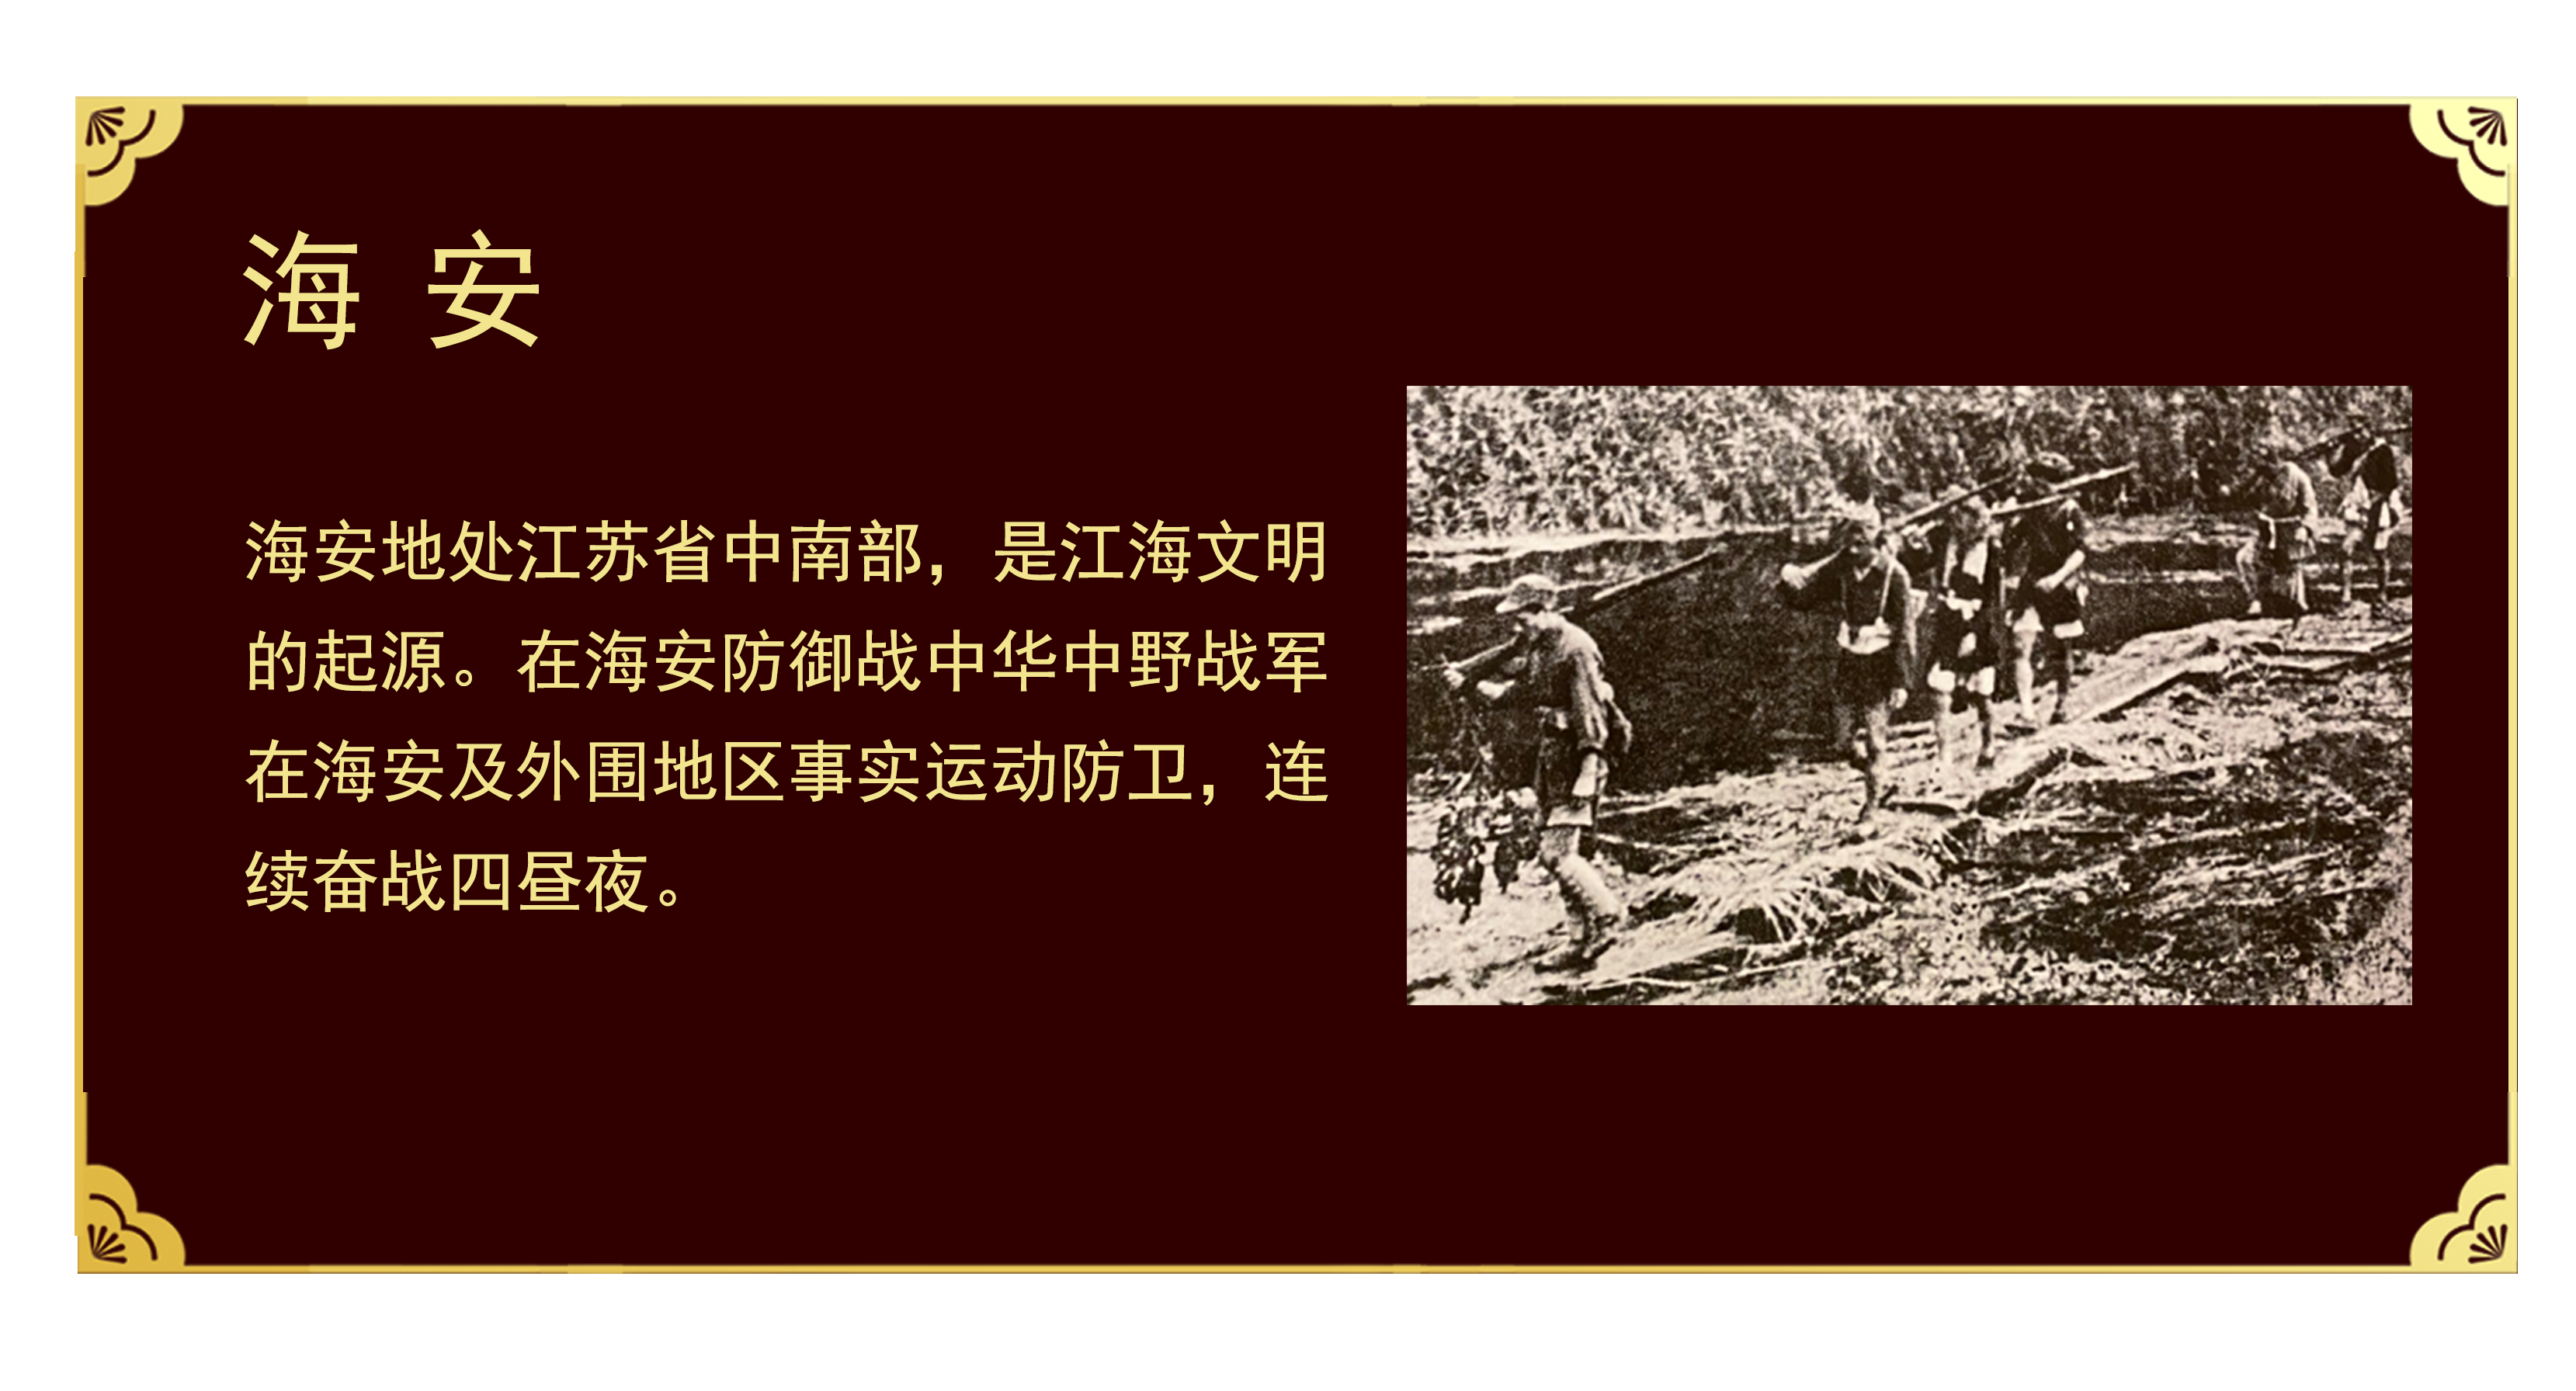 海 安
海安地处江苏省中南部，是江海文明
的起源。在海安防御战中华中野战军
在海安及外围地区事实运动防卫，连
续奋战四昼夜。